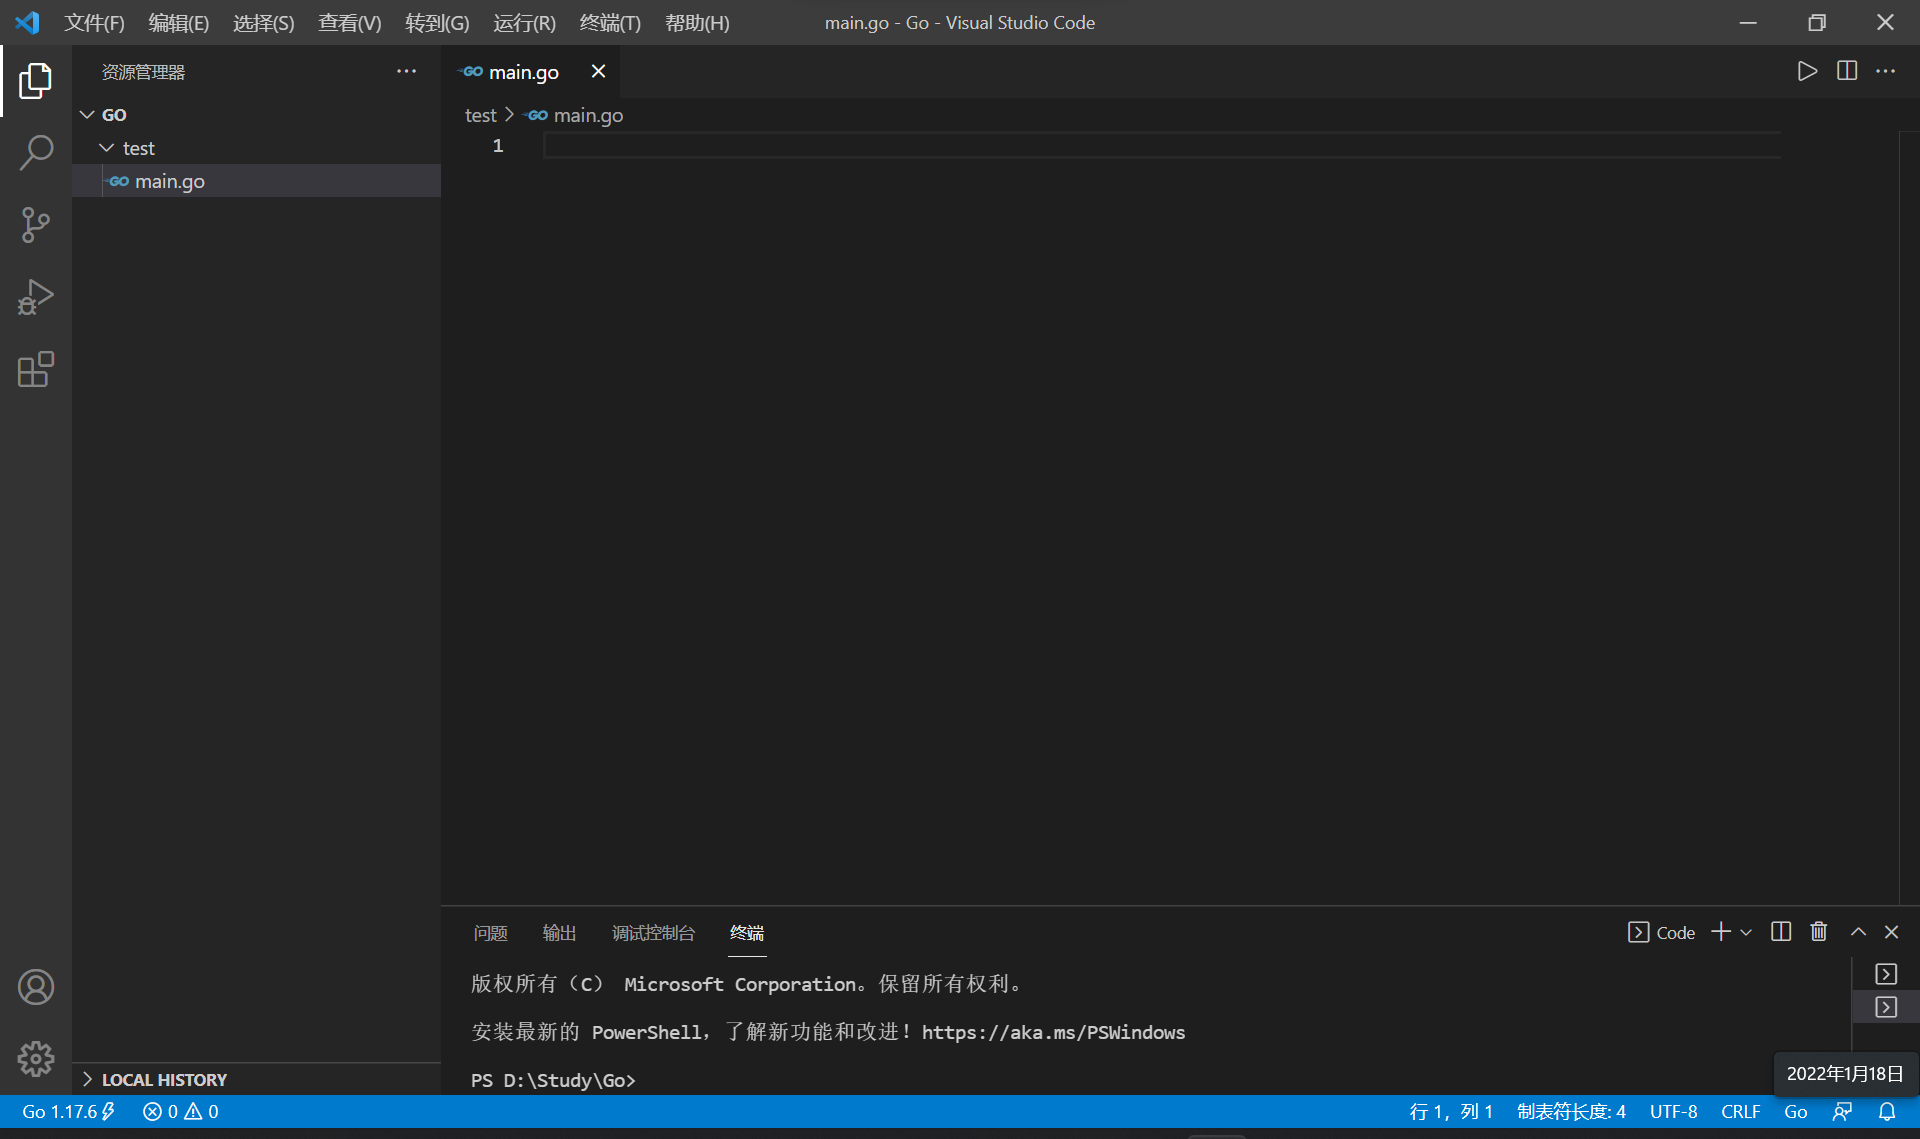 文件(F) 编辑(E) 选择(S) 查看(V) 转到(G) 运行(R) 终端(T) 帮助(H) main.go - Go - Visual Studio Code
资源管理器
GO
test
GO main.go
LOCAL HISTORY
GO main.go
test > GO main.go
1
问题 输出 调试控制台 终端 Code
版权所有（C） Microsoft Corporation。保留所有权利。
安装最新的 PowerShell，了解新功能和改进！https://aka.ms/PSWindows
PS D:\Study\Go>
2022年1月18日
Go 1.17.6 0 0 行 1，列 1 制表符长度: 4 UTF-8 CRLF Go